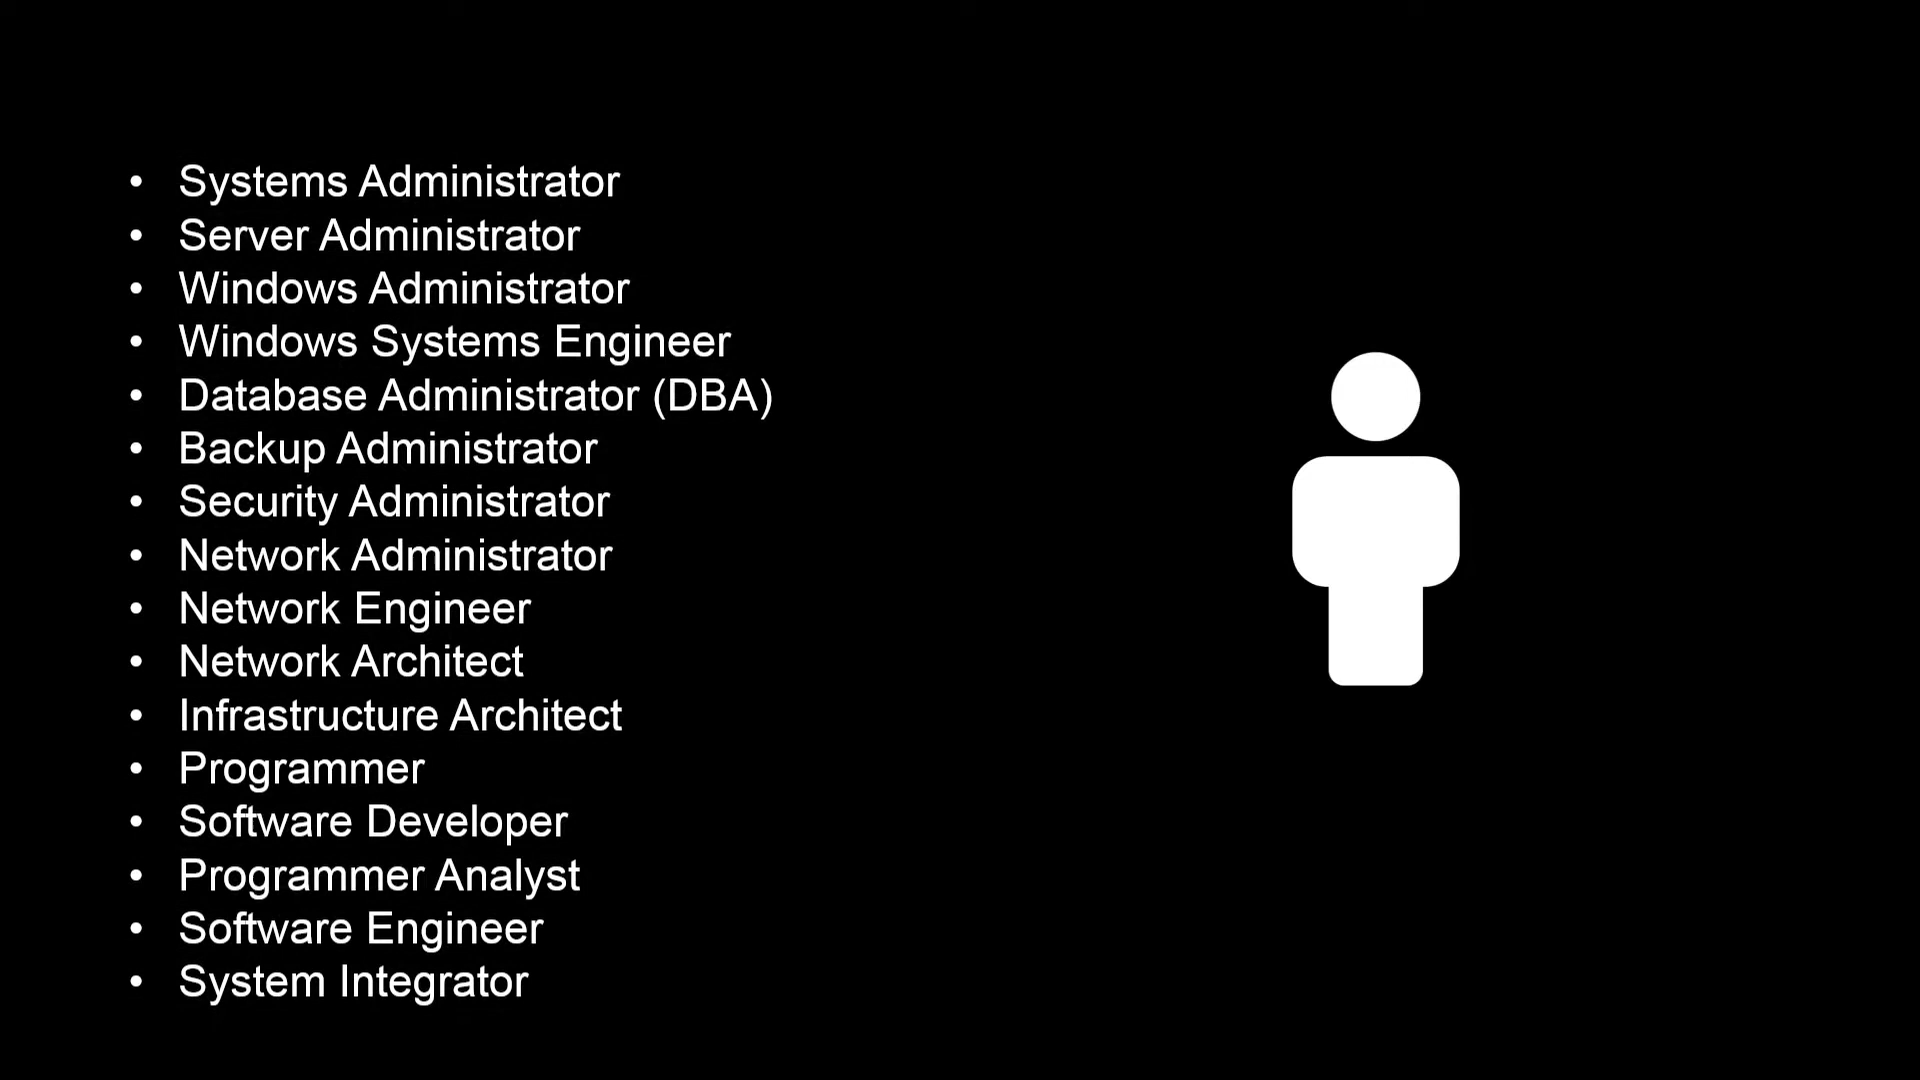 • Systems Administrator
• Server Administrator
• Windows Administrator
• Windows Systems Engineer
• Database Administrator (DBA)
• Backup Administrator
• Security Administrator
• Network Administrator
• Network Engineer
• Network Architect
• Infrastructure Architect
• Programmer
• Software Developer
• Programmer Analyst
• Software Engineer
• System Integrator